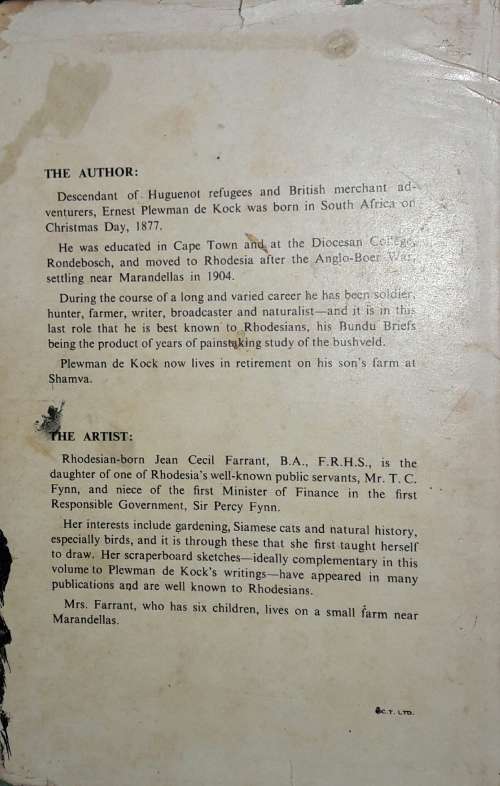 THE AUTHOR:
Descendant of Huguenot refugees and British merchant ad-
venturers, Ernest Plewman de Kock was born in South Africa on
Christmas Day, 1877.
He was educated in Cape Town and at the Diocesan College,
Rondebosch, and moved to Rhodesia after the Anglo-Boer War,
settling near Marandellas in 1904.
During the course of a long and varied career he has been soldier,
hunter, farmer, writer, broadcaster and naturalist—and it is in this
last role that he is best known to Rhodesians, his Bundu Briefs
being the product of years of painstaking study of the bushveld.
Plewman de Kock now lives in retirement on his son's farm at
Shamva.
THE ARTIST:
Rhodesian-born Jean Cecil Farrant, B.A., F.R.H.S., is the
daughter of one of Rhodesia's well-known public servants, Mr. T. C.
Fynn, and niece of the first Minister of Finance in the first
Responsible Government, Sir Percy Fynn.
Her interests include gardening, Siamese cats and natural history,
especially birds, and it is through these that she first taught herself
to draw. Her scraperboard sketches—ideally complementary in this
volume to Plewman de Kock's writings—have appeared in many
publications and are well known to Rhodesians.
Mrs. Farrant, who has six children, lives on a small farm near
Marandellas.
C.T. LTD.